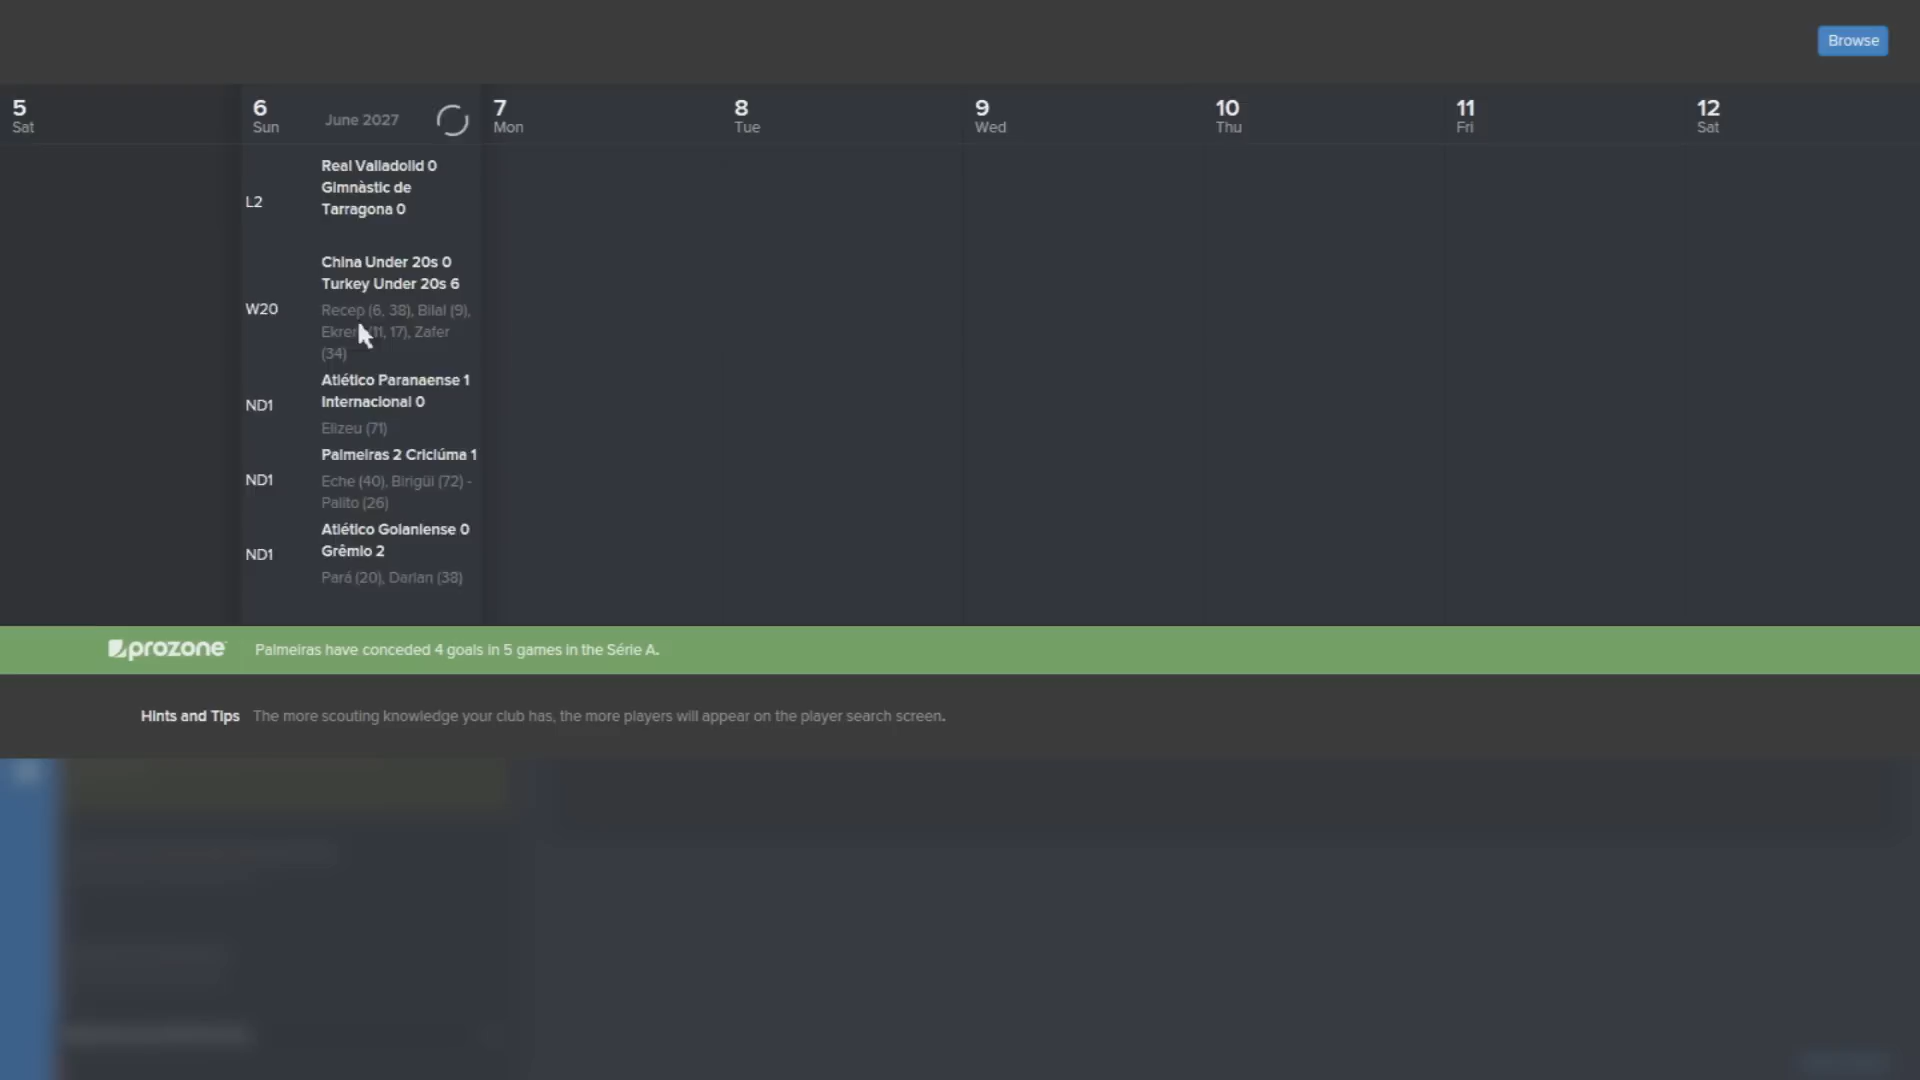 Browse
5
Sat
6
Sun
June 2027
7
Mon
8
Tue
9
Wed
10
Thu
11
Fri
12
Sat
L2
Real Valladolid 0
Gimnàstic de
Tarragona 0
W20
China Under 20s 0
Turkey Under 20s 6
Recep (6, 38), Bilal (9),
(11, 17), Zafer
(34)
ND1
Atlético Paranaense 1
Internacional 0
Elizeu (71)
ND1
Palmeiras 2 Criciúma 1
Eche (40), Birigüi (72) -
Palito (26)
ND1
Atlético Goianiense 0
Grêmio 2
Pará (20), Darlan (38)
prozone
Palmeiras have conceded 4 goals in 5 games in the Série A.
Hints and Tips
The more scouting knowledge your club has, the more players will appear on the player search screen.